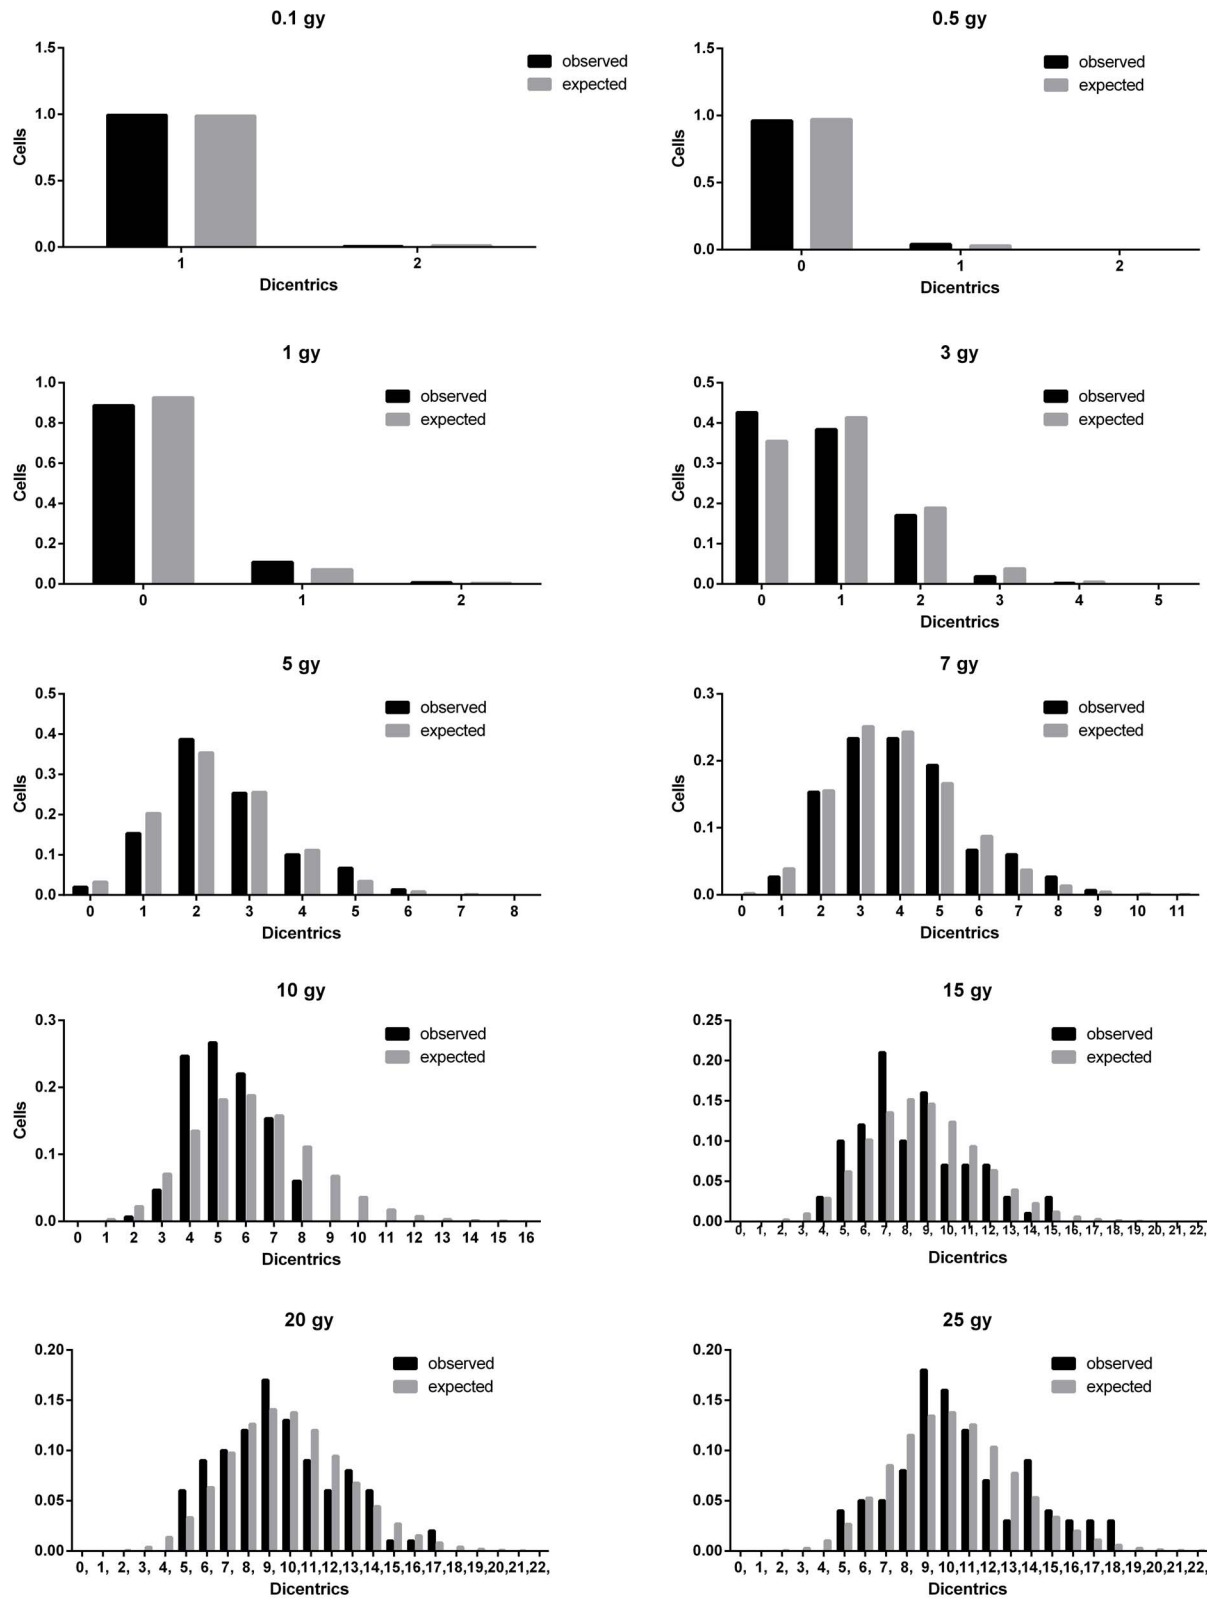 0.1 gy
1.5
1.0
0.5
0.0
Cells
observed
expected
1 2
Dicentrics
0.5 gy
1.5
1.0
0.5
0.0
Cells
observed
expected
0 1 2
Dicentrics
1 gy
1.0
0.8
0.6
0.4
0.2
0.0
Cells
observed
expected
0 1 2
3 gy
0.5
0.4
0.3
0.2
0.1
0.0
Cells
observed
expected
0 1 2 3 4 5
Dicentrics
5 gy
0.5
0.4
0.3
0.2
0.1
0.0
Cells
observed
expected
0 1 2 3 4 5 6 7 8
Dicentrics
7 gy
0.3
0.2
0.1
0.0
Cells
observed
expected
0 1 2 3 4 5 6 7 8 9 10 11
Dicentrics
10 gy
0.3
0.2
0.1
0.0
Cells
observed
expected
0 1 2 3 4 5 6 7 8 9 10 11 12 13 14 15 16
Dicentrics
15 gy
0.25
0.20
0.15
0.10
0.05
0.00
observed
expected
0, 1, 2, 3, 4, 5, 6, 7, 8, 9, 10, 11, 12, 13, 14, 15, 16, 17, 18, 19, 20, 21, 22,
Dicentrics
20 gy
0.20
0.15
0.10
0.05
0.00
observed
expected
0, 1, 2, 3, 4, 5, 6, 7, 8, 9, 10, 11,12,13,14,15,16,17,18,19,20,21,22,
Dicentrics
25 gy
0.20
0.15
0.10
0.05
0.00
observed
expected
0, 1, 2, 3, 4, 5, 6, 7, 8, 9, 10, 11,12,13,14,15,16,17,18,19,20,21,22,
Dicentrics